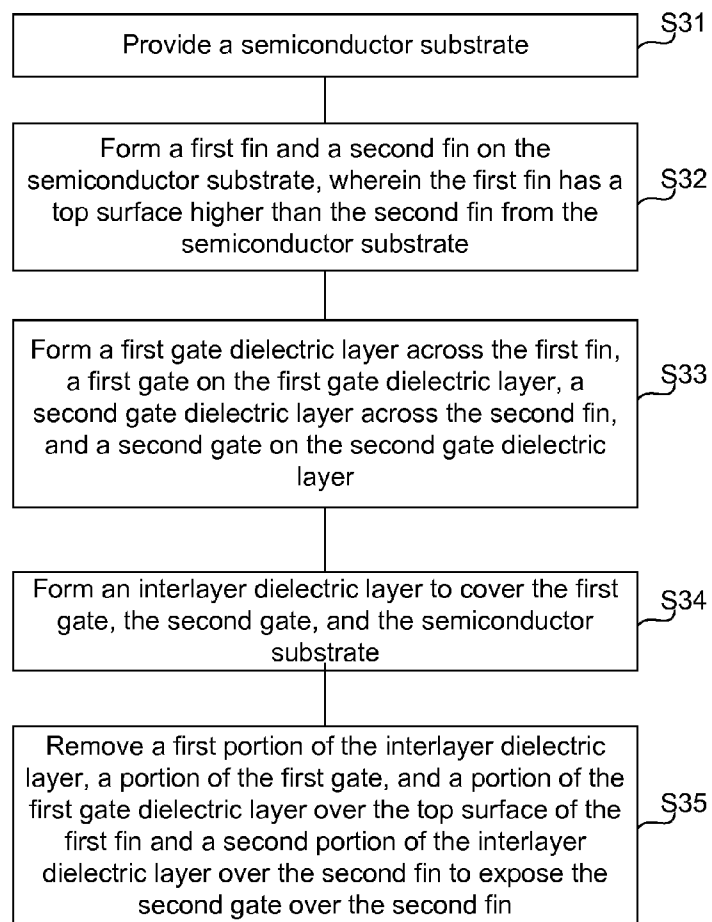 Provide a semiconductor substrate
S31
Form a first fin and a second fin on the
semiconductor substrate, wherein the first fin has a
top surface higher than the second fin from the
semiconductor substrate
S32
Form a first gate dielectric layer across the first fin,
a first gate on the first gate dielectric layer, a
second gate dielectric layer across the second fin,
and a second gate on the second gate dielectric
layer
S33
Form an interlayer dielectric layer to cover the first
gate, the second gate, and the semiconductor
substrate
S34
Remove a first portion of the interlayer dielectric
layer, a portion of the first gate, and a portion of the
first gate dielectric layer over the top surface of the
first fin and a second portion of the interlayer
dielectric layer over the second fin to expose the
second gate over the second fin
S35